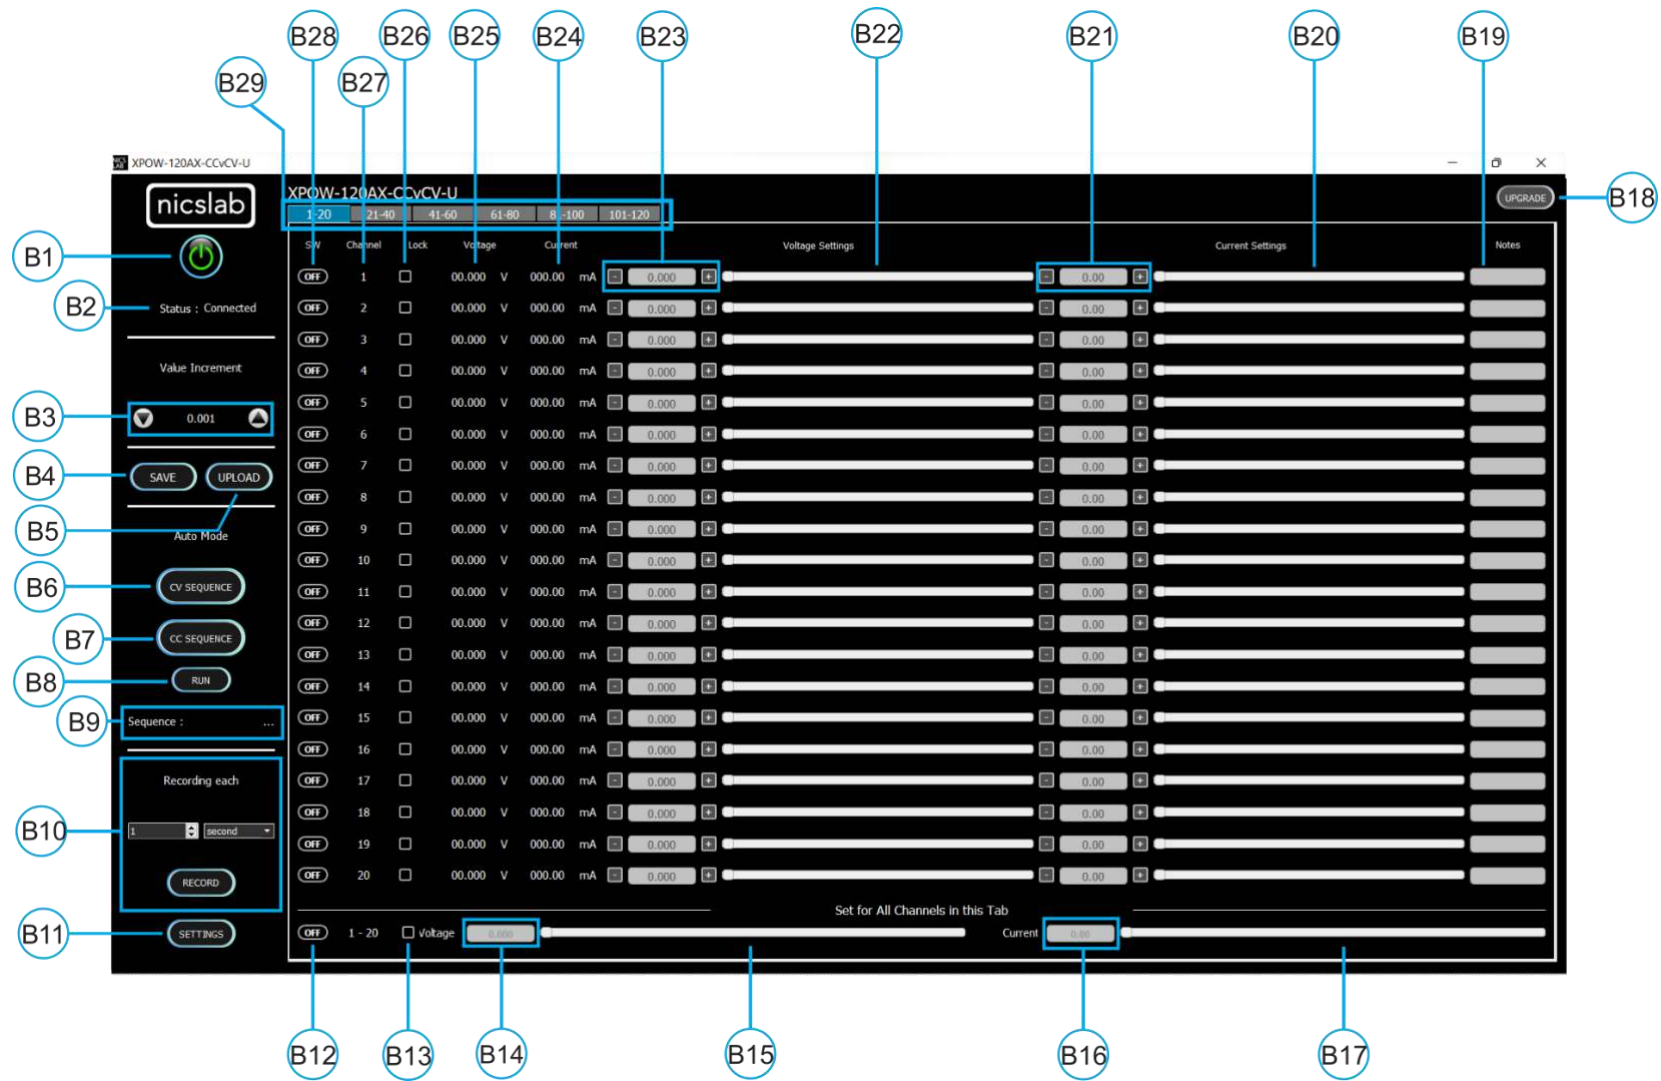 B28 B26 B25 B24 B23 B22 B21 B20 B19
B29 B27
NICS LAB XPOW-120AX-CCvCV-U
nicslab XPOW-120AX-CCvCV-U UPGRADE B18
1-20 21-40 41-60 61-80 81-100 101-120
B1 SW Channel Lock Voltage Current Voltage Settings Current Settings Notes
OFF 1 00.000 V 000.00 mA - 0.000 + - 0.00 +
B2 Status : Connected OFF 2 00.000 V 000.00 mA - 0.000 + - 0.00 +
OFF 3 00.000 V 000.00 mA - 0.000 + - 0.00 +
Value Increment OFF 4 00.000 V 000.00 mA - 0.000 + - 0.00 +
OFF 5 00.000 V 000.00 mA - 0.000 + - 0.00 +
B3 0.001 OFF 6 00.000 V 000.00 mA - 0.000 + - 0.00 +
B4 SAVE UPLOAD OFF 7 00.000 V 000.00 mA - 0.000 + - 0.00 +
OFF 8 00.000 V 000.00 mA - 0.000 + - 0.00 +
B5 Auto Mode OFF 9 00.000 V 000.00 mA - 0.000 + - 0.00 +
OFF 10 00.000 V 000.00 mA - 0.000 + - 0.00 +
B6 CV SEQUENCE OFF 11 00.000 V 000.00 mA - 0.000 + - 0.00 +
OFF 12 00.000 V 000.00 mA - 0.000 + - 0.00 +
B7 CC SEQUENCE OFF 13 00.000 V 000.00 mA - 0.000 + - 0.00 +
B8 RUN OFF 14 00.000 V 000.00 mA - 0.000 + - 0.00 +
B9 Sequence : ... OFF 15 00.000 V 000.00 mA - 0.000 + - 0.00 +
OFF 16 00.000 V 000.00 mA - 0.000 + - 0.00 +
Recording each OFF 17 00.000 V 000.00 mA - 0.000 + - 0.00 +
OFF 18 00.000 V 000.00 mA - 0.000 + - 0.00 +
B10 1 second OFF 19 00.000 V 000.00 mA - 0.000 + - 0.00 +
RECORD OFF 20 00.000 V 000.00 mA - 0.000 + - 0.00 +
Set for All Channels in this Tab
B11 SETTINGS OFF 1 - 20 Voltage 0.000 Current 0.00
B12 B13 B14 B15 B16 B17